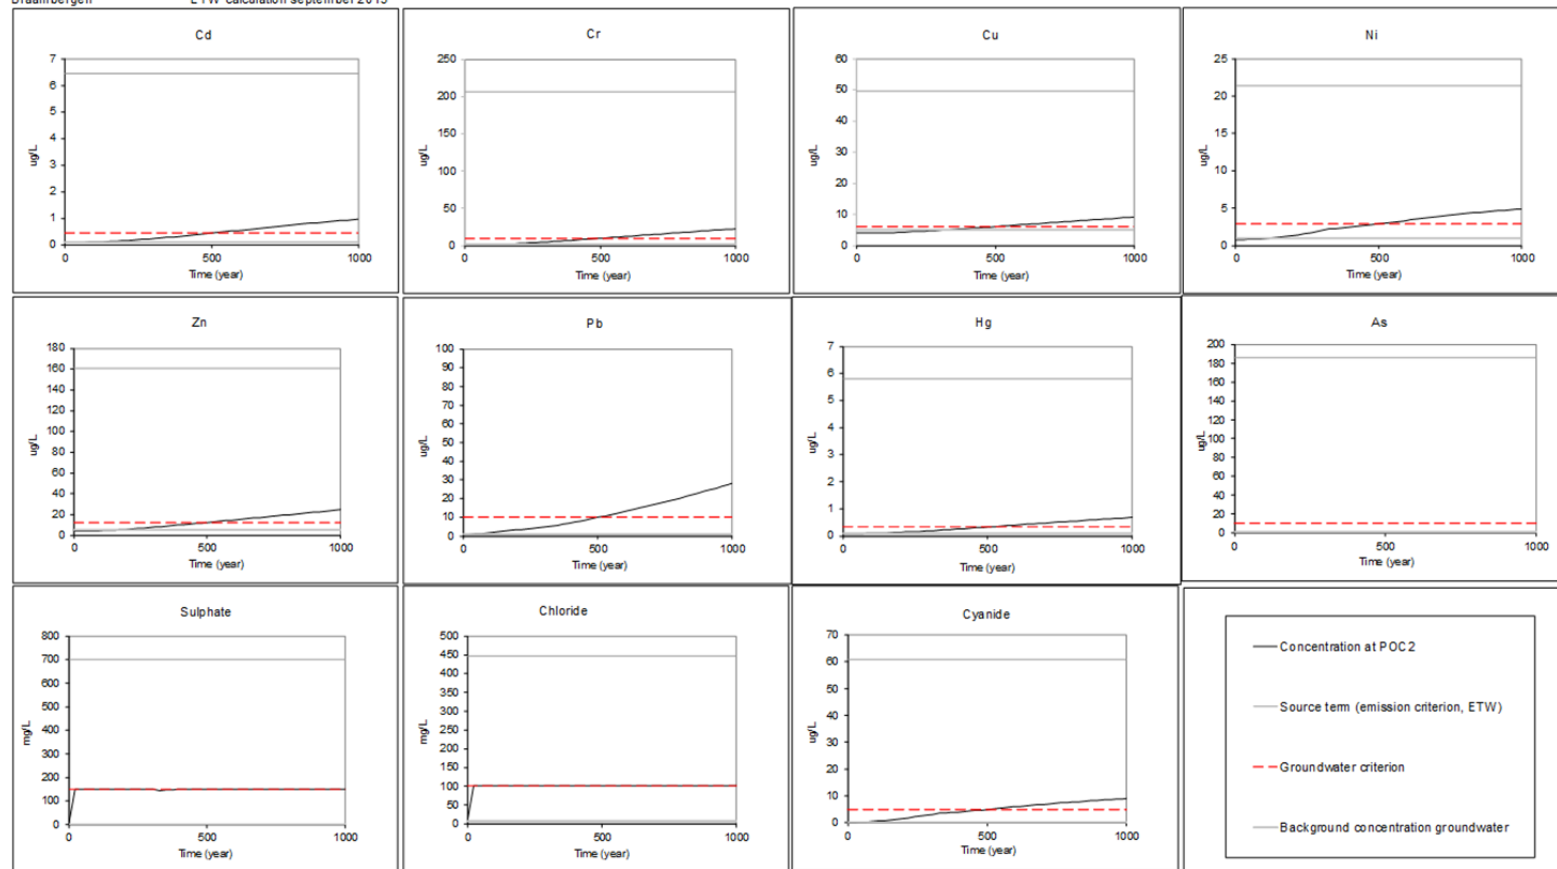 Braambergen ETW calculation september 2015
Cd
7
6
5
4
3
2
1
0
ug/L
0 500 1000
Time (year)
Cr
250
200
150
100
50
0
ug/L
0 500 1000
Time (year)
Cu
60
50
40
30
20
10
0
ug/L
0 500 1000
Time (year)
Ni
25
20
15
10
5
0
ug/L
0 500 1000
Time (year)
Zn
180
160
140
120
100
80
60
40
20
0
ug/L
0 500 1000
Time (year)
Pb
100
90
80
70
60
50
40
30
20
10
0
ug/L
0 500 1000
Time (year)
Hg
7
6
5
4
3
2
1
0
ug/L
0 500 1000
Time (year)
As
200
180
160
140
120
100
80
60
40
20
0
ug/L
0 500 1000
Time (year)
Sulphate
800
700
600
500
400
300
200
100
0
mg/L
0 500 1000
Time (year)
Chloride
500
450
400
350
300
250
200
150
100
50
0
mg/L
0 500 1000
Time (year)
Cyanide
70
60
50
40
30
20
10
0
ug/L
0 500 1000
Time (year)
Concentration at POC2
Source term (emission criterion, ETW)
Groundwater criterion
Background concentration groundwater